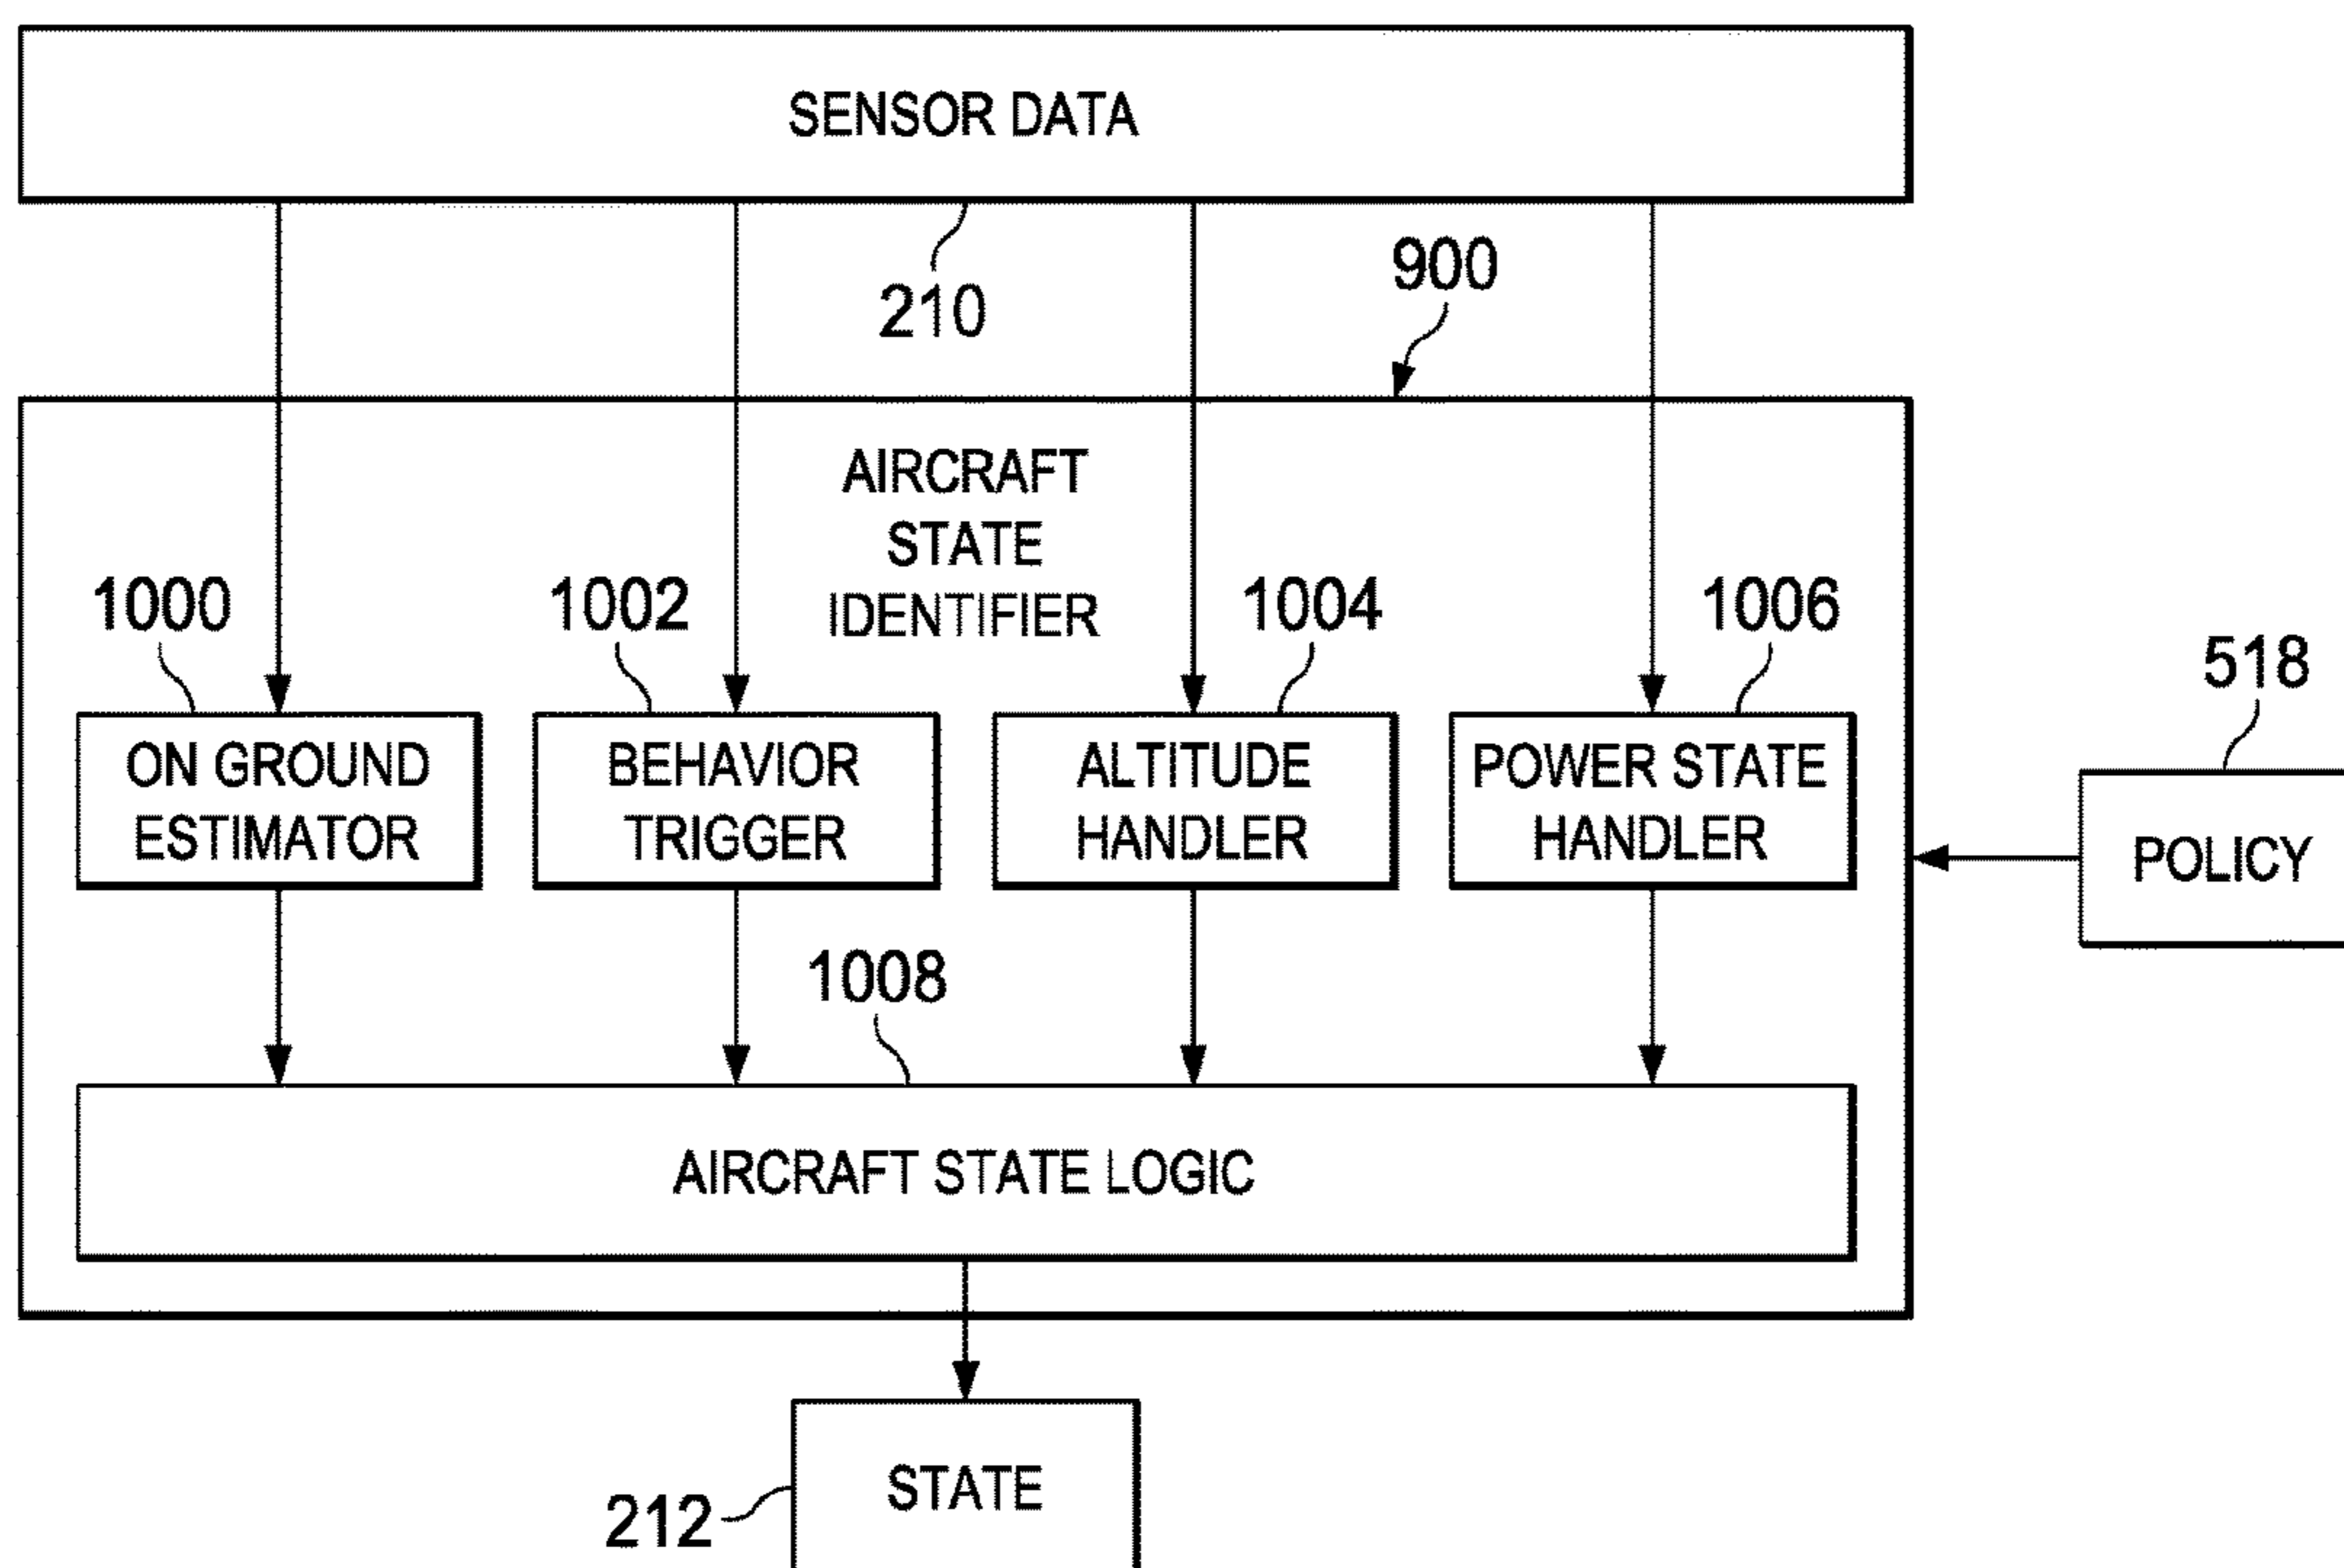 SENSOR DATA
210
900
AIRCRAFT
STATE
IDENTIFIER
1000
1002
1004
1006
518
ON GROUND
ESTIMATOR
BEHAVIOR
TRIGGER
ALTITUDE
HANDLER
POWER STATE
HANDLER
POLICY
1008
AIRCRAFT STATE LOGIC
STATE
212